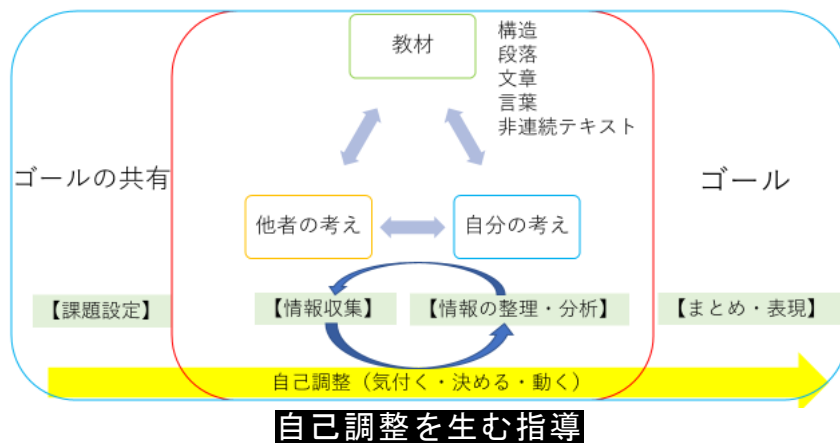 教材
構造
段落
文章
言葉
非連続テキスト
ゴールの共有
ゴール
他者の考え
自分の考え
【課題設定】
【情報収集】
【情報の整理・分析】
【まとめ・表現】
自己調整（気付く・決める・動く）
自己調整を生む指導